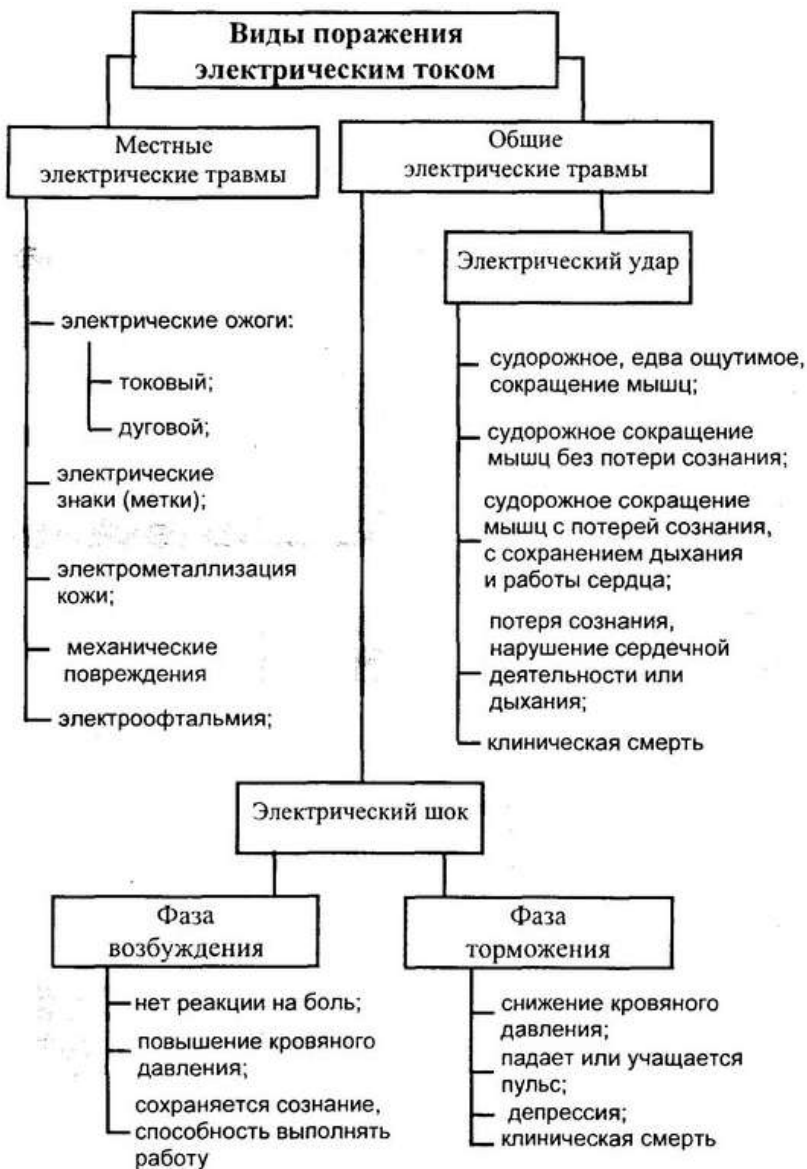 Виды поражения
электрическим током
Местные
электрические травмы
электрические ожоги:
токовый;
дуговой;
электрические
знаки (метки);
электрометаллизация
кожи;
механические
повреждения
электроофтальмия;
Общие
электрические травмы
Электрический удар
судорожное, едва ощутимое,
сокращение мышц;
судорожное сокращение
мышц без потери сознания;
судорожное сокращение
мышц с потерей сознания,
с сохранением дыхания
и работы сердца;
потеря сознания,
нарушение сердечной
деятельности или
дыхания;
клиническая смерть
Электрический шок
Фаза
возбуждения
нет реакции на боль;
повышение кровяного
давления;
сохраняется сознание,
способность выполнять
работу
Фаза
торможения
снижение кровяного
давления;
падает или учащается
пульс;
депрессия;
клиническая смерть